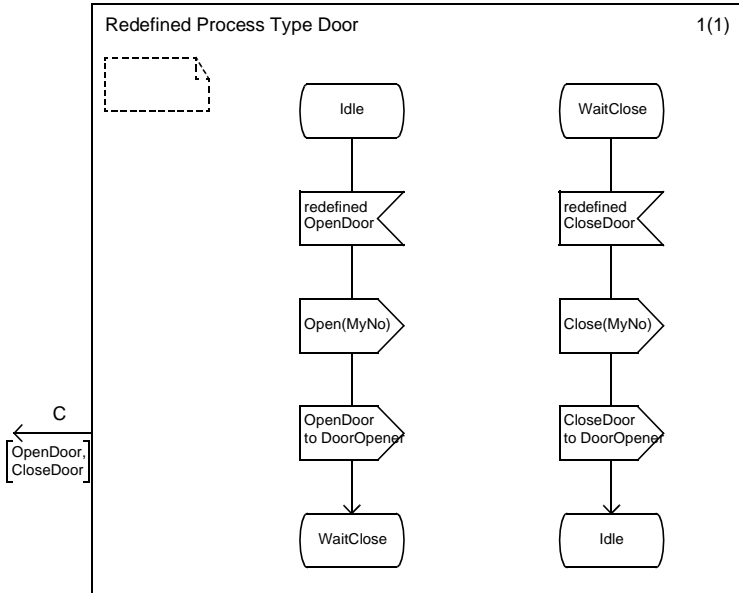 Redefined Process Type Door
1(1)
Idle
WaitClose
redefined
OpenDoor
redefined
CloseDoor
Open(MyNo)
Close(MyNo)
C
OpenDoor,
CloseDoor
OpenDoor
to DoorOpener
CloseDoor
to DoorOpener
WaitClose
Idle